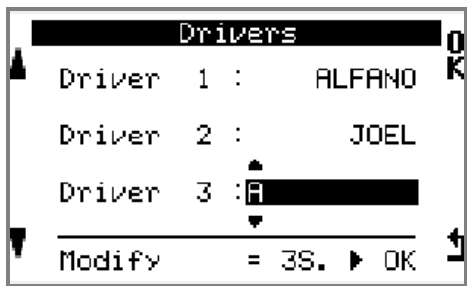 Drivers
OK
Driver 1 : ALFANO
Driver 2 : JOEL
Driver 3 :A
Modify = 3S. ▶ OK